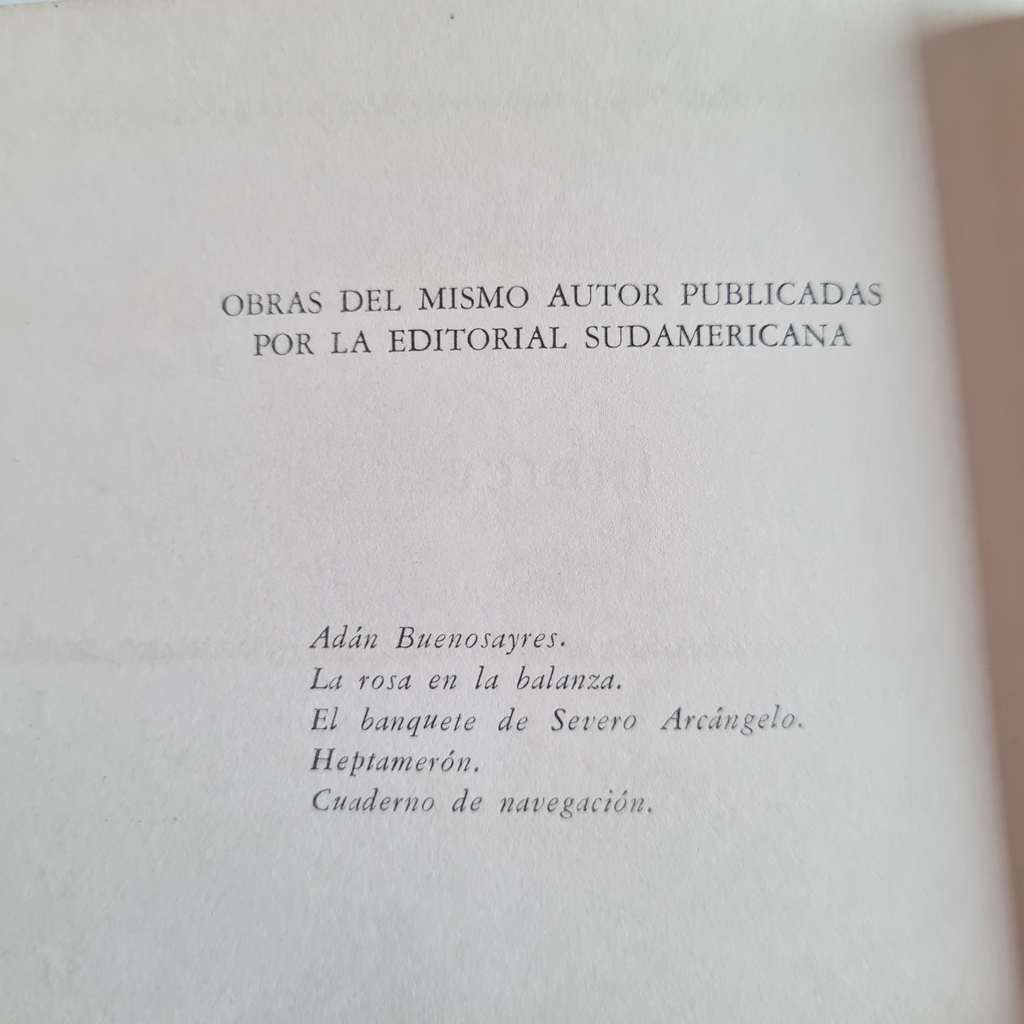 OBRAS DEL MISMO AUTOR PUBLICADAS
POR LA EDITORIAL SUDAMERICANA
Adán Buenosayres.
La rosa en la balanza.
El banquete de Severo Arcángelo.
Heptamerón.
Cuaderno de navegación.